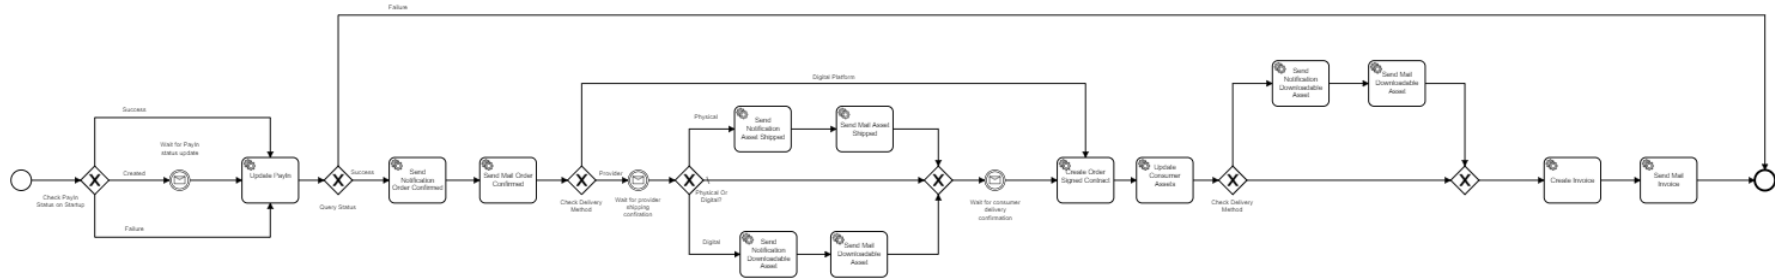 Failure
Success
Wait for PayIn
status update
Created
Update PayIn
Check PayIn
Status on Startup
Failure
Success
Query Status
Send
Notification
Order Confirmed
Send Mail Order
Confirmed
Digital Platform
Provider
Check Delivery
Method
Wait for provider
shipping
confiration
Physical
Send
Notification
Asset Shipped
Send Mail Asset
Shipped
Physical Or
Digital?
Digital
Send
Notification
Downloadable
Asset
Send Mail
Downloadable
Asset
Wait for consumer
delivery
confirmation
Create Order
Signed Contract
Update
Consumer
Assets
Check Delivery
Method
Send
Notification
Downloadable
Asset
Send Mail
Downloadable
Asset
Create Invoice
Send Mail
Invoice